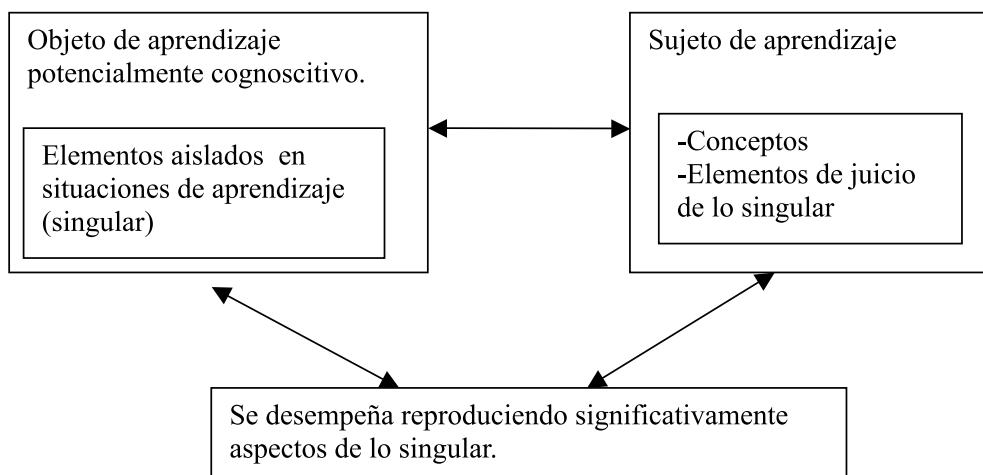 Objeto de aprendizaje
potencialmente cognoscitivo.
Elementos aislados en
situaciones de aprendizaje
(singular)
Sujeto de aprendizaje
-Conceptos
-Elementos de juicio
de lo singular
Se desempeña reproduciendo significativamente
aspectos de lo singular.